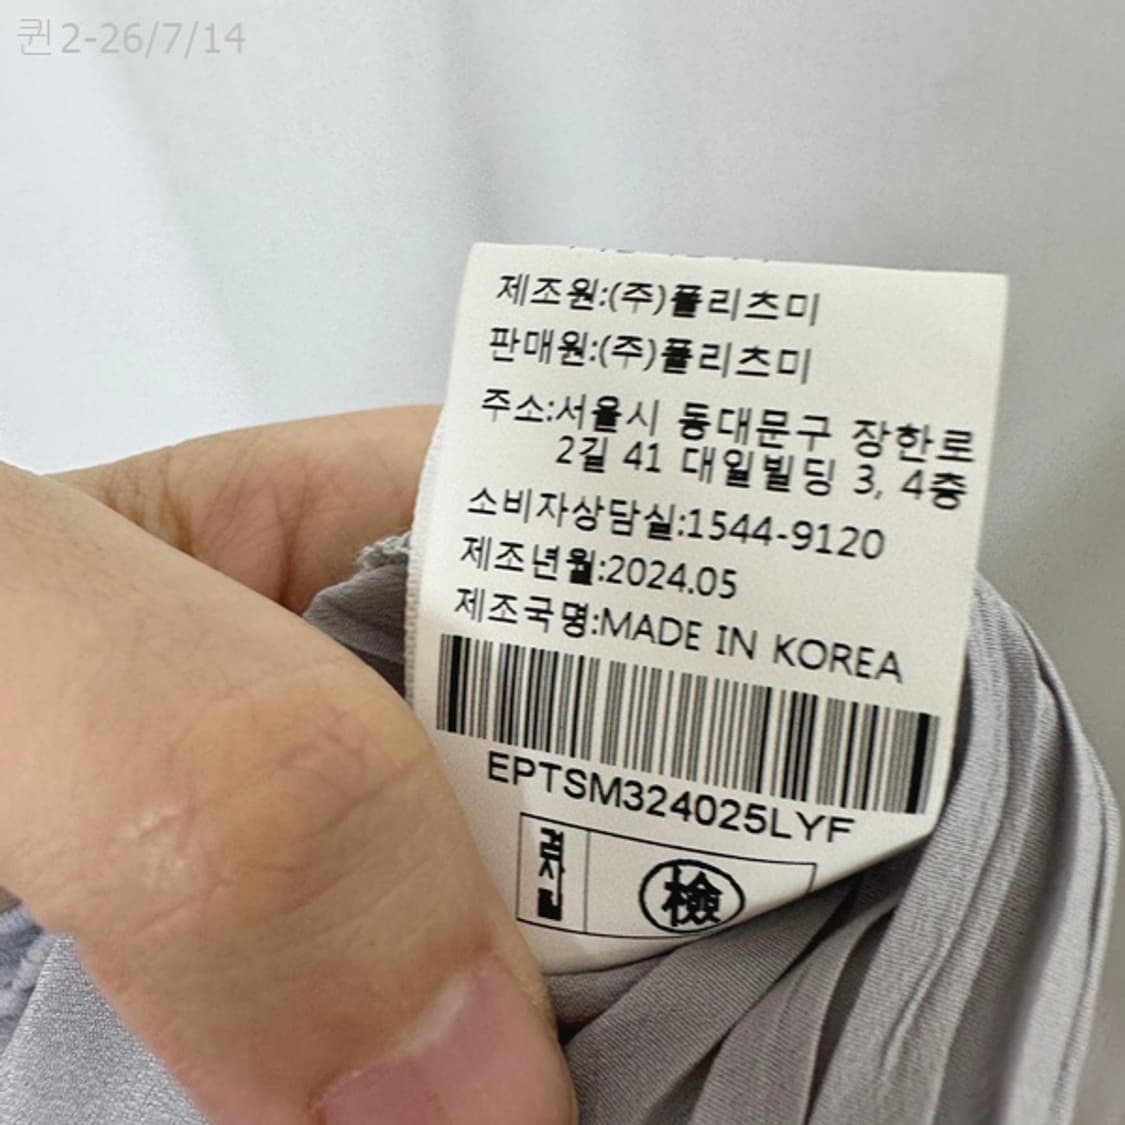 퀸2-26/7/14
제조원:(주)플리츠미
판매원:(주)플리츠미
주소:서울시 동대문구 장한로
2길 41 대일빌딩 3, 4층
소비자상담실:1544-9120
제조년월:2024.05
제조국명:MADE IN KOREA
EPTSM324025LYF
검사필
檢